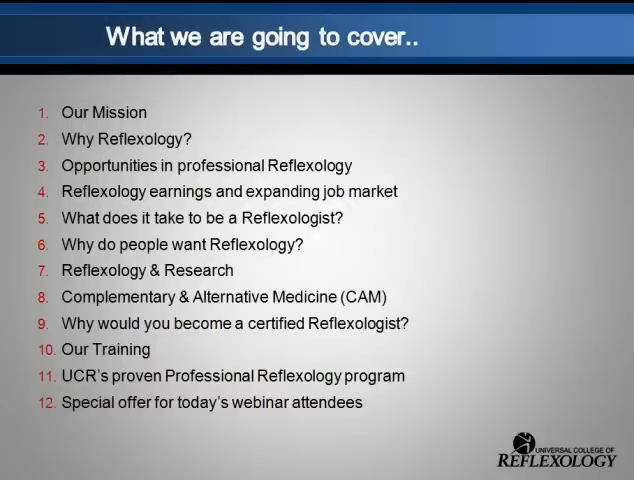 What we are going to cover..
1. Our Mission
2. Why Reflexology?
3. Opportunities in professional Reflexology
4. Reflexology earnings and expanding job market
5. What does it take to be a Reflexologist?
6. Why do people want Reflexology?
7. Reflexology & Research
8. Complementary & Alternative Medicine (CAM)
9. Why would you become a certified Reflexologist?
10. Our Training
11. UCR's proven Professional Reflexology program
12. Special offer for today's webinar attendees
UNIVERSAL COLLEGE OF
REFLEXOLOGY